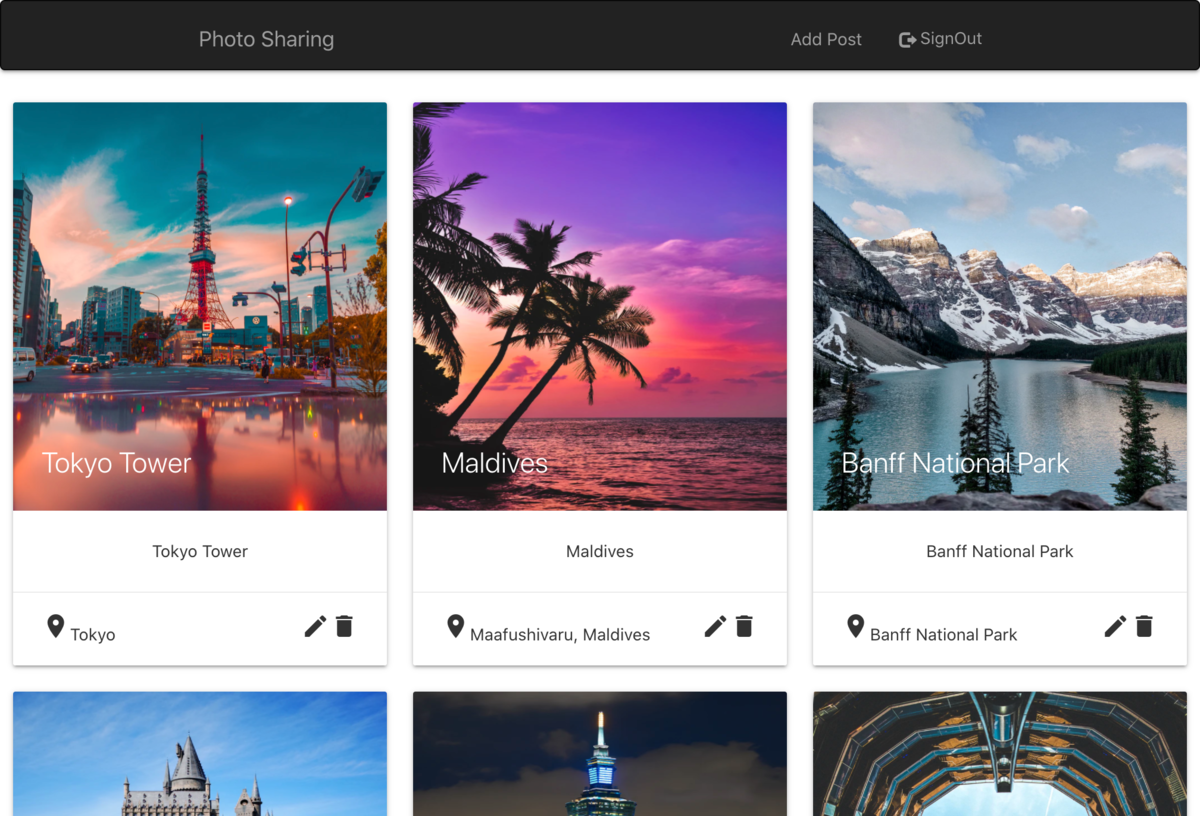 Photo Sharing
Add Post
SignOut
Tokyo Tower
Maldives
Banff National Park
Tokyo Tower
Maldives
Banff National Park
Tokyo
Maafushivaru, Maldives
Banff National Park